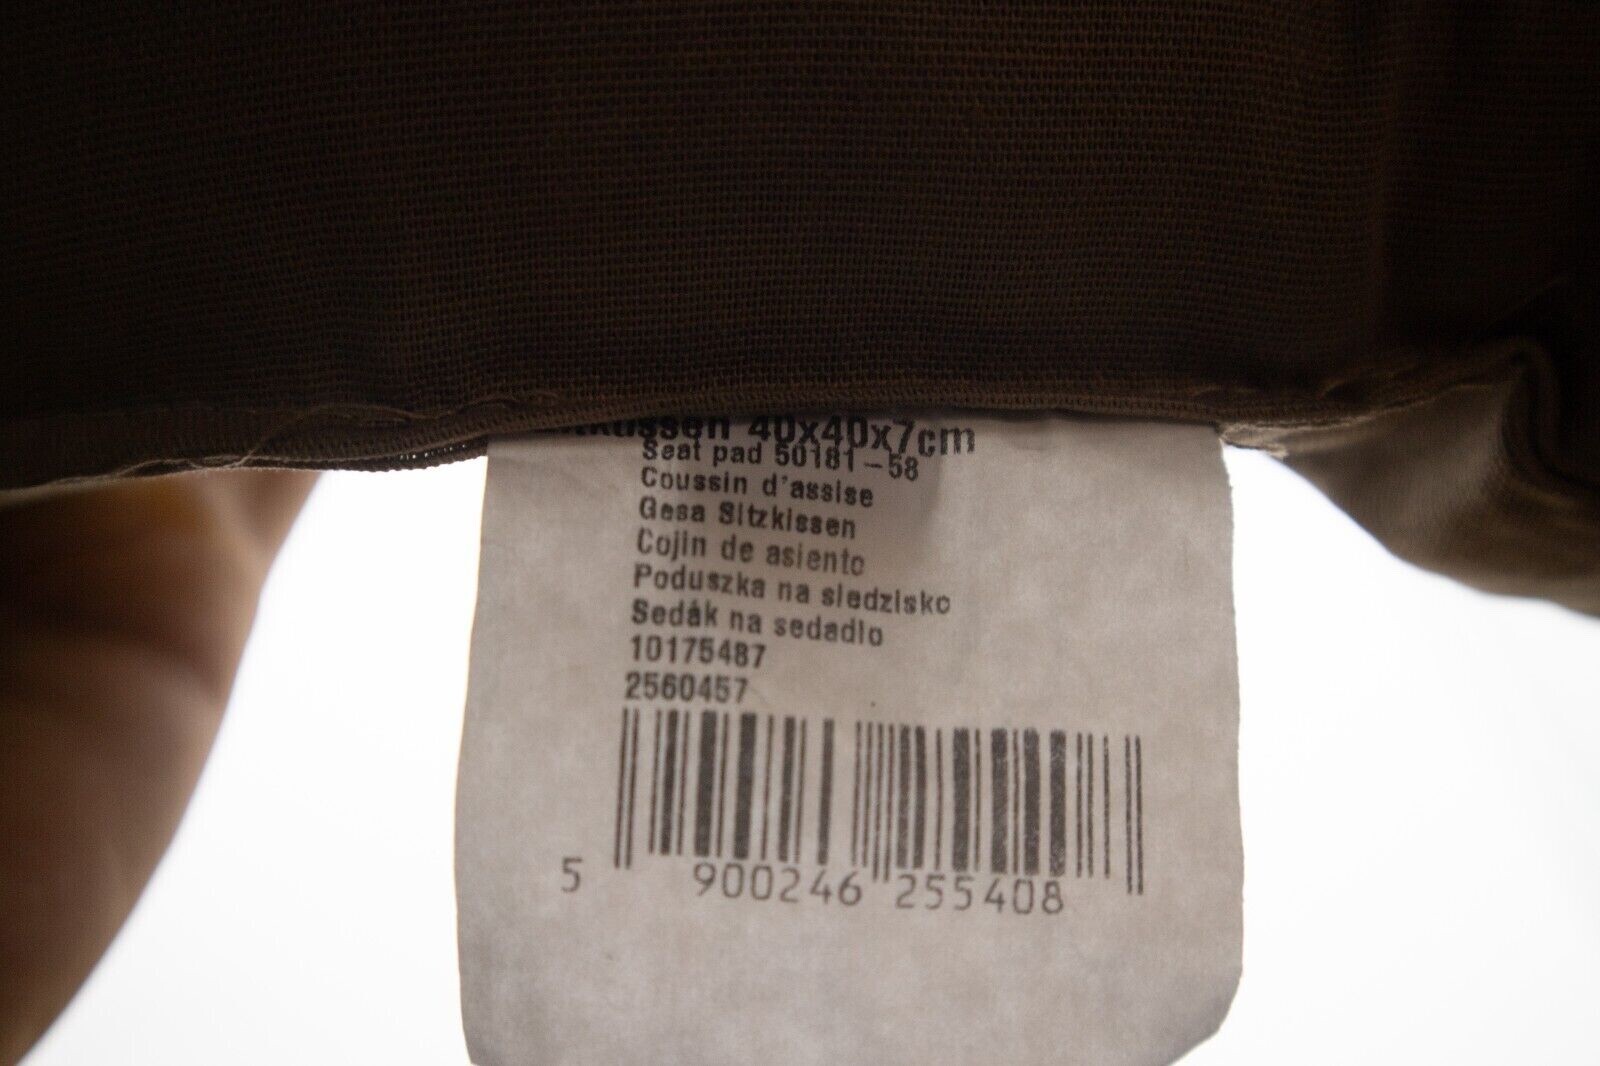 40x40x7cm
Seat pad 50181-58
Coussin d'assise
Gesa Sitzkissen
Cojin de asiento
Poduszka na siedzisko
Sedák na sedadlo
10175487
2560457
5 900246 255408